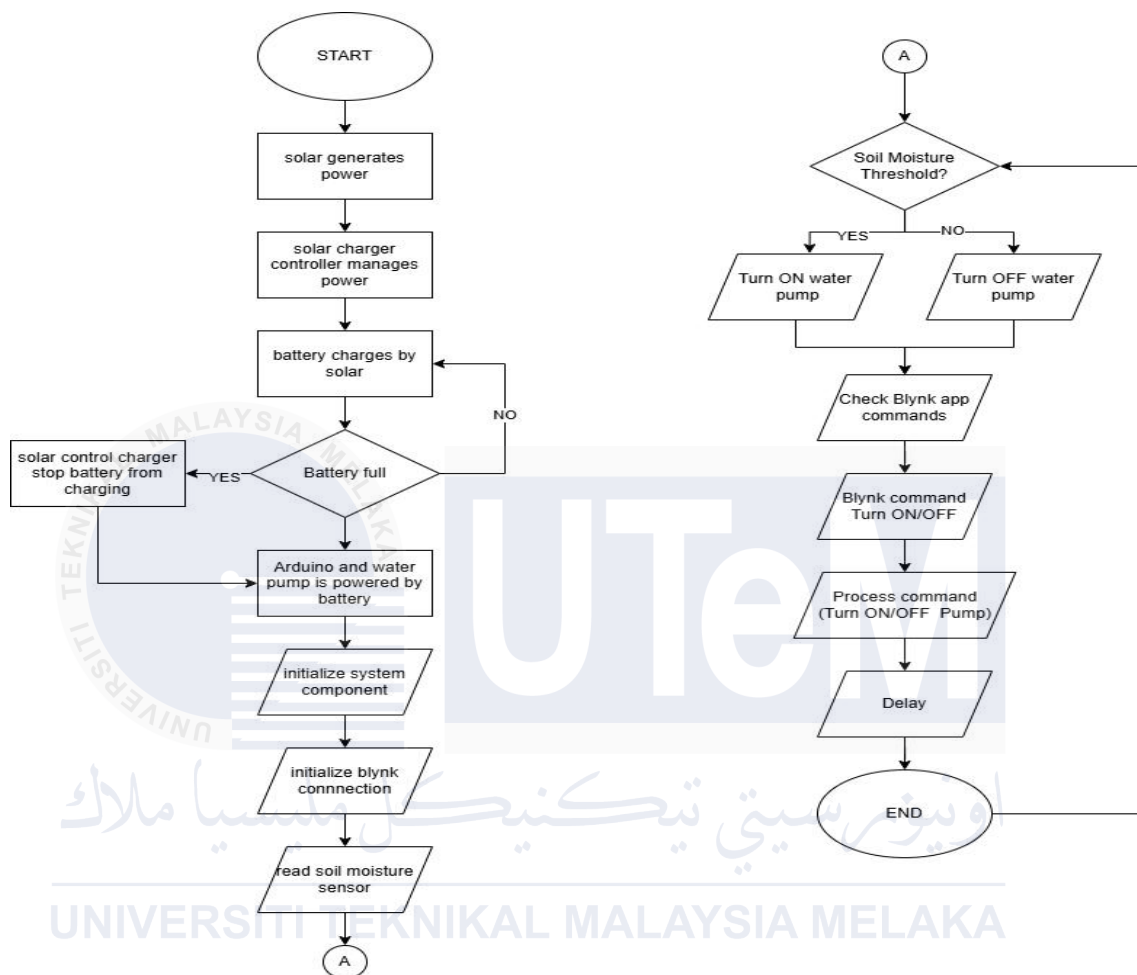 START
solar generates
power
solar charger
controller manages
power
battery charges by
solar
NO
Battery full
YES
solar control charger
stop battery from
charging
Arduino and water
pump is powered by
battery
initialize system
component
initialize blynk
connnection
read soil moisture
sensor
A
A
Soil Moisture
Threshold?
YES
NO
Turn ON water
pump
Turn OFF water
pump
Check Blynk app
commands
Blynk command
Turn ON/OFF
Process command
(Turn ON/OFF Pump)
Delay
END
UNIVERSITI TEKNIKAL MALAYSIA MELAKA
UTeM
اونيۏرسيتي تيكنيكل مليسيا ملاك
UNIVERSITI TEKNIKAL MALAYSIA MELAKA